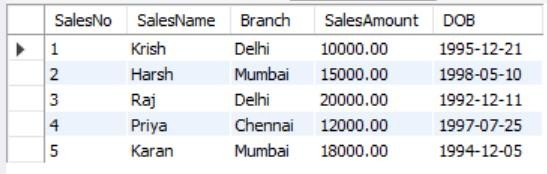 SalesNo SalesName Branch SalesAmount DOB
1 Krish Delhi 10000.00 1995-12-21
2 Harsh Mumbai 15000.00 1998-05-10
3 Raj Delhi 20000.00 1992-12-11
4 Priya Chennai 12000.00 1997-07-25
5 Karan Mumbai 18000.00 1994-12-05